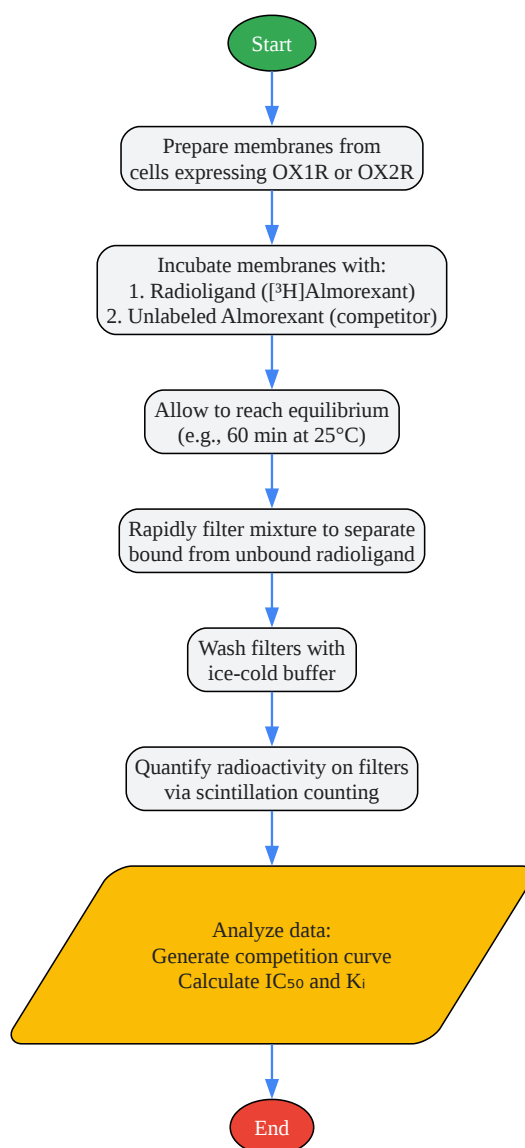 Start
Prepare membranes from
cells expressing OX1R or OX2R
Incubate membranes with:
1. Radioligand ([³H]Almorexant)
2. Unlabeled Almorexant (competitor)
Allow to reach equilibrium
(e.g., 60 min at 25°C)
Rapidly filter mixture to separate
bound from unbound radioligand
Wash filters with
ice-cold buffer
Quantify radioactivity on filters
via scintillation counting
Analyze data:
Generate competition curve
Calculate IC₅₀ and Kᵢ
End